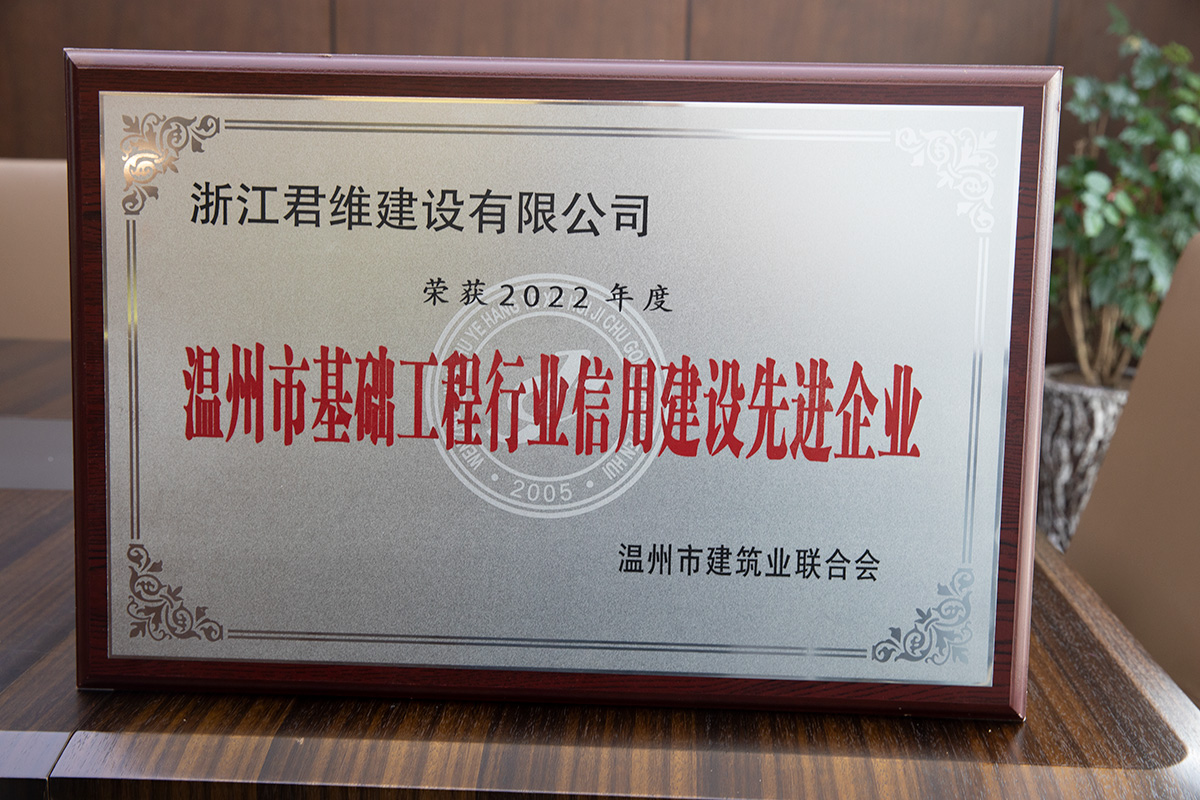 浙江君维建设有限公司
荣获2022年度
温州市基础工程行业信用建设先进企业
2005
温州市建筑业联合会